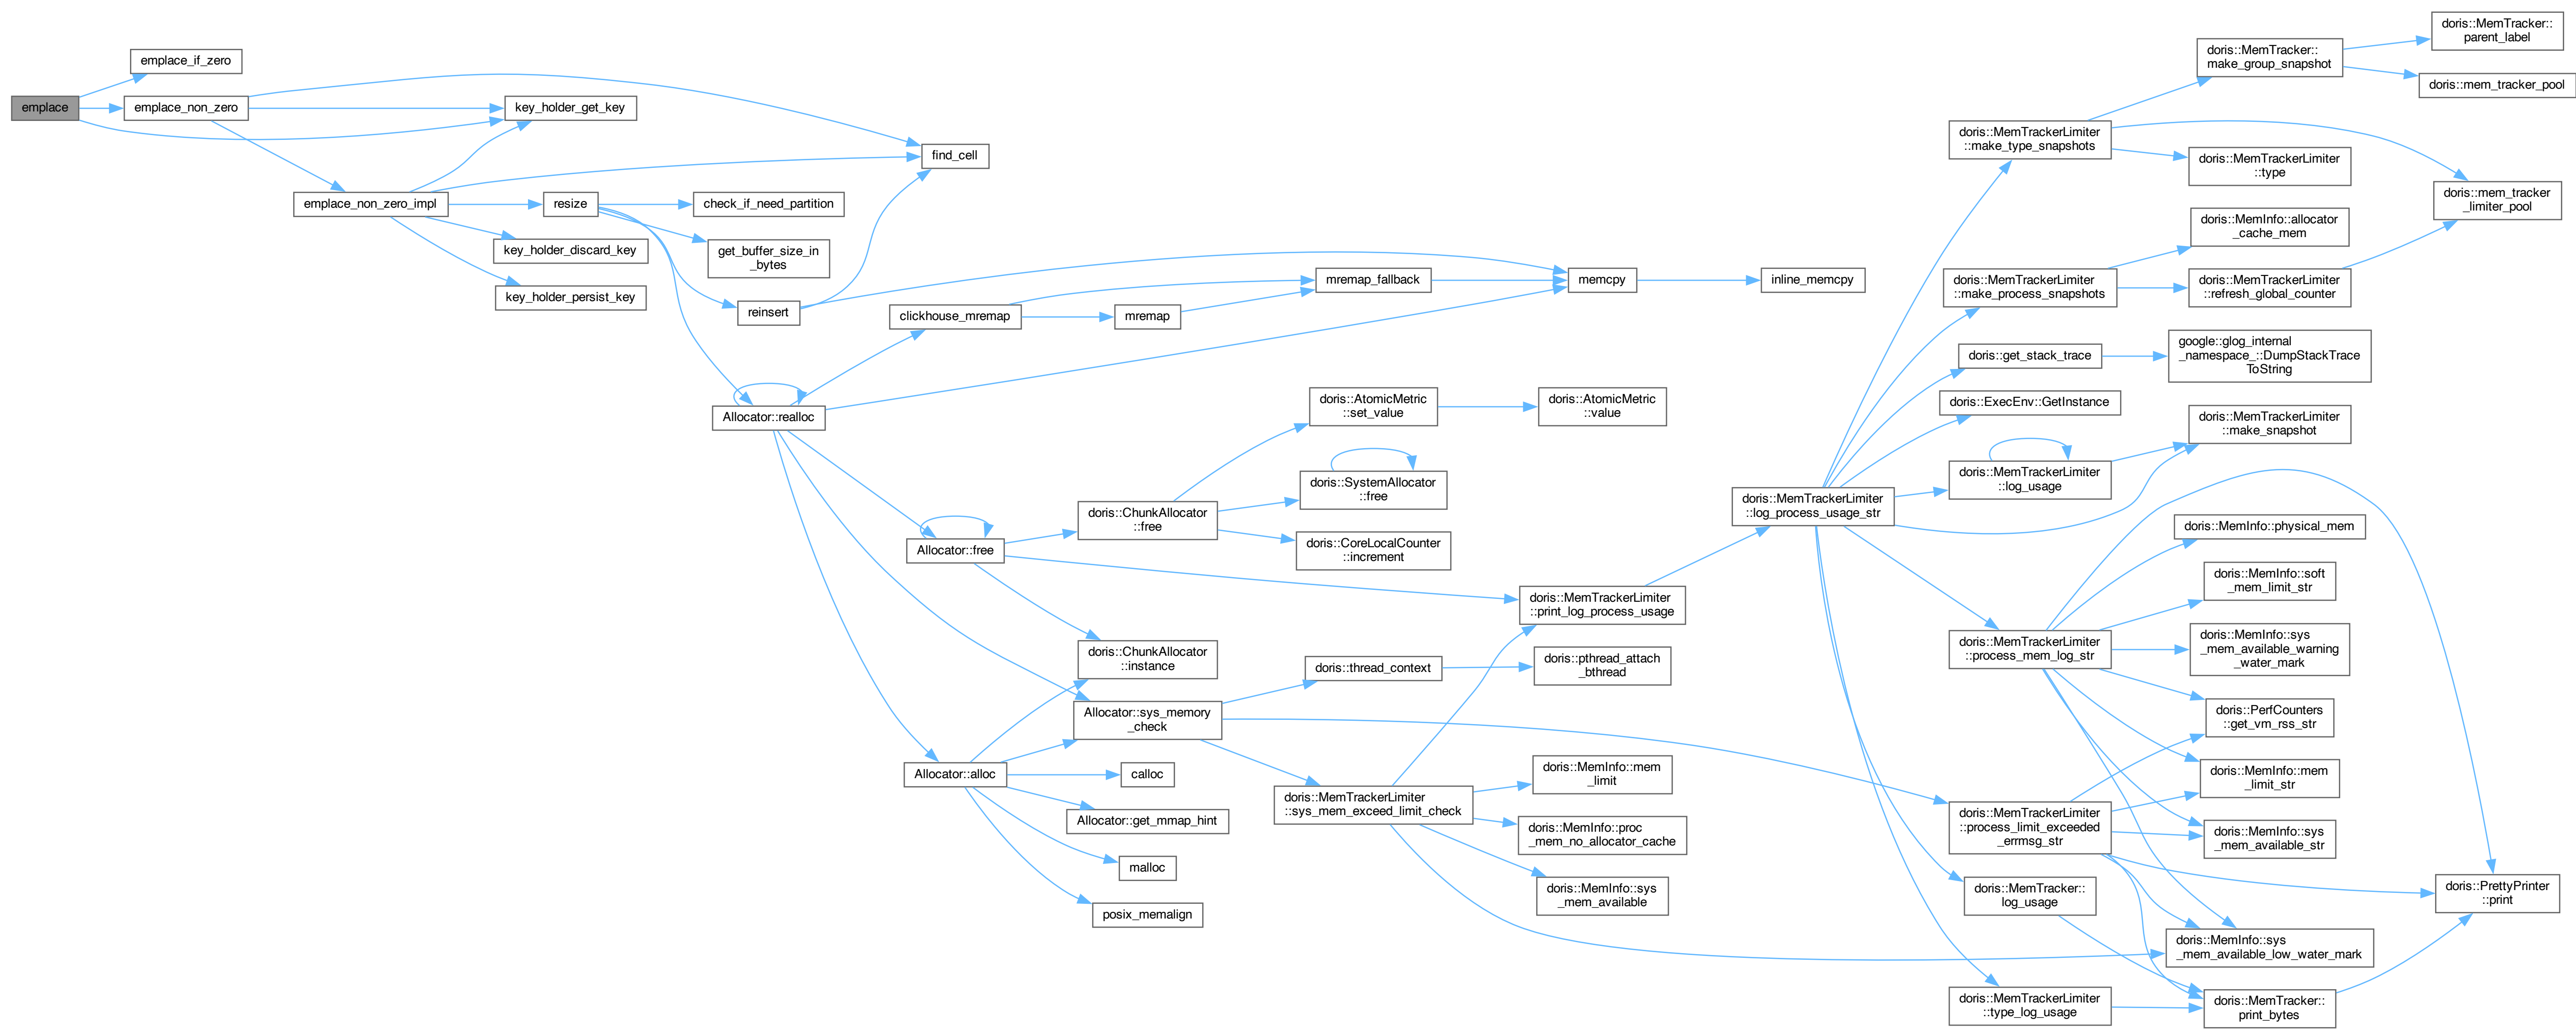 emplace
emplace_if_zero
emplace_non_zero
key_holder_get_key
find_cell
emplace_non_zero_impl
resize
check_if_need_partition
get_buffer_size_in
_bytes
key_holder_discard_key
key_holder_persist_key
reinsert
Allocator::realloc
clickhouse_mremap
mremap
mremap_fallback
memcpy
inline_memcpy
Allocator::free
doris::ChunkAllocator
::free
doris::AtomicMetric
::set_value
doris::AtomicMetric
::value
doris::SystemAllocator
::free
doris::CoreLocalCounter
::increment
doris::ChunkAllocator
::instance
Allocator::sys_memory
_check
Allocator::alloc
calloc
Allocator::get_mmap_hint
malloc
posix_memalign
doris::MemTrackerLimiter
::print_log_process_usage
doris::thread_context
doris::pthread_attach
_bthread
doris::MemTrackerLimiter
::sys_mem_exceed_limit_check
doris::MemInfo::mem
_limit
doris::MemInfo::proc
_mem_no_allocator_cache
doris::MemInfo::sys
_mem_available
doris::MemTrackerLimiter
::log_process_usage_str
doris::MemTrackerLimiter
::make_type_snapshots
doris::MemTracker::
make_group_snapshot
doris::MemTracker::
parent_label
doris::mem_tracker_pool
doris::MemTrackerLimiter
::type
doris::mem_tracker
_limiter_pool
doris::MemTrackerLimiter
::make_process_snapshots
doris::MemInfo::allocator
_cache_mem
doris::MemTrackerLimiter
::refresh_global_counter
doris::get_stack_trace
google::glog_internal
_namespace_::DumpStackTrace
ToString
doris::ExecEnv::GetInstance
doris::MemTrackerLimiter
::log_usage
doris::MemTrackerLimiter
::make_snapshot
doris::MemTrackerLimiter
::process_mem_log_str
doris::MemInfo::physical_mem
doris::MemInfo::soft
_mem_limit_str
doris::MemInfo::sys
_mem_available_warning
_water_mark
doris::PerfCounters
::get_vm_rss_str
doris::MemInfo::mem
_limit_str
doris::MemInfo::sys
_mem_available_str
doris::MemTrackerLimiter
::process_limit_exceeded
_errmsg_str
doris::PrettyPrinter
::print
doris::MemTracker::
log_usage
doris::MemInfo::sys
_mem_available_low_water_mark
doris::MemTrackerLimiter
::type_log_usage
doris::MemTracker::
print_bytes